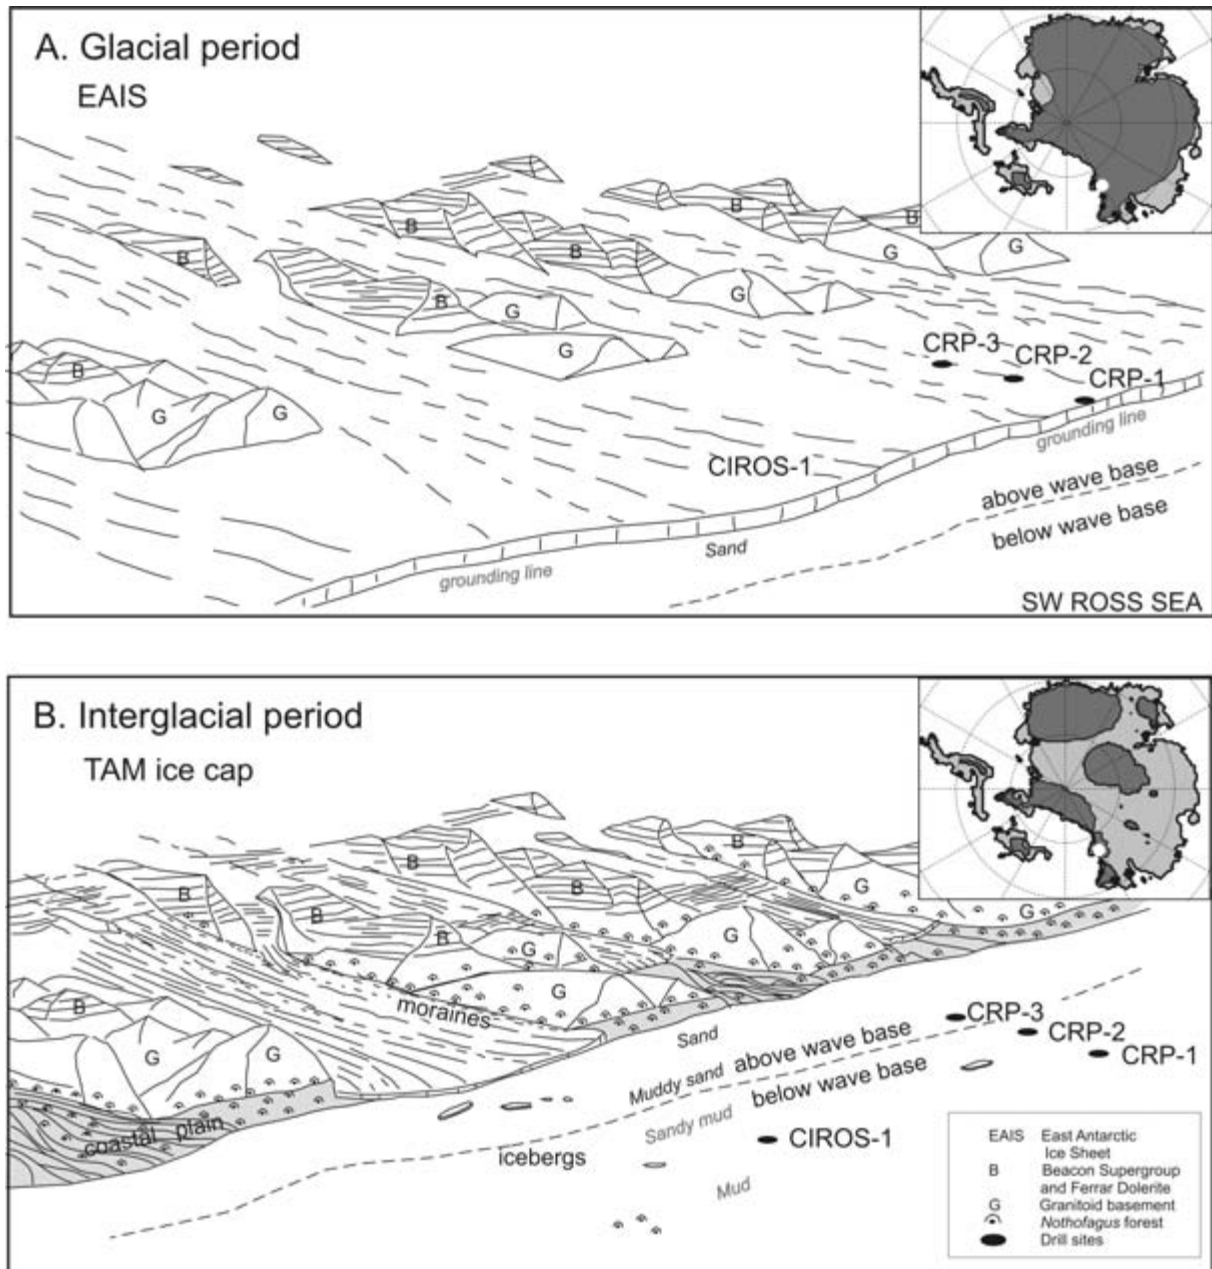 A. Glacial period
EAIS
B
B
B
B
B
B
G
G
G
G
G
B
G
G
CRP-3
CRP-2
CRP-1
grounding line
CIROS-1
above wave base
below wave base
Sand
grounding line
SW ROSS SEA
B. Interglacial period
TAM ice cap
B
B
B
B
B
B
G
G
G
G
G
B
G
G
moraines
coastal plain
Sand
CRP-3
CRP-2
CRP-1
Muddy sand
above wave base
below wave base
Sandy mud
CIROS-1
icebergs
Mud
EAIS East Antarctic
Ice Sheet
B Beacon Supergroup
and Ferrar Dolerite
G Granitoid basement
Nothofagus forest
Drill sites